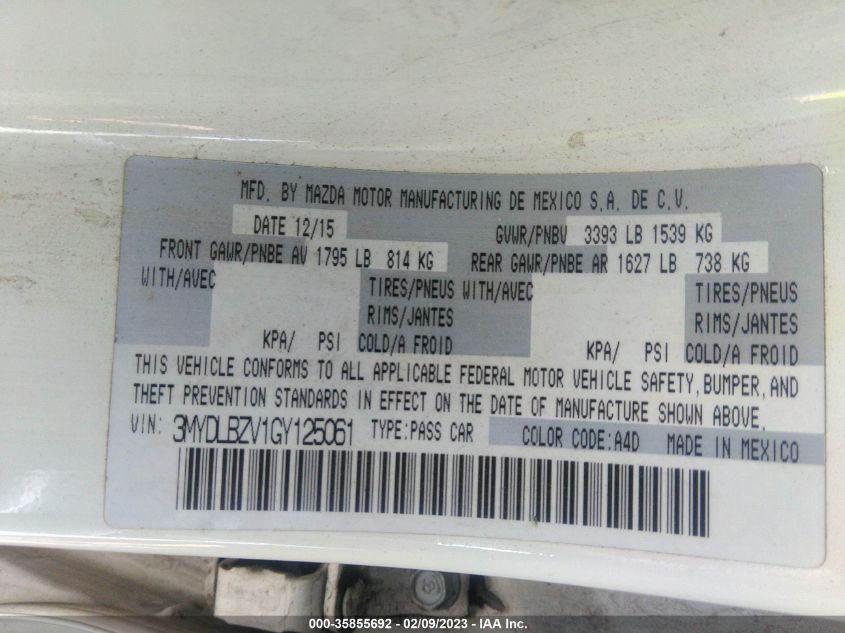 MFD. BY MAZDA MOTOR MANUFACTURING DE MEXICO S.A. DE C.V.
DATE 12/15 GVWR/PNBV 3393 LB 1539 KG
FRONT GAWR/PNBE AV 1795 LB 814 KG REAR GAWR/PNBE AR 1627 LB 738 KG
WITH/AVEC TIRES/PNEUS WITH/AVEC TIRES/PNEUS
RIMS/JANTES RIMS/JANTES
KPA/ PSI COLD/A FROID KPA/ PSI COLD/A FROID
THIS VEHICLE CONFORMS TO ALL APPLICABLE FEDERAL MOTOR VEHICLE SAFETY, BUMPER, AND
THEFT PREVENTION STANDARDS IN EFFECT ON THE DATE OF MANUFACTURE SHOWN ABOVE.
VIN: 3MYDLBZV1GY125061 TYPE:PASS CAR COLOR CODE:A4D MADE IN MEXICO
000-35855692 - 02/09/2023 - IAA Inc.